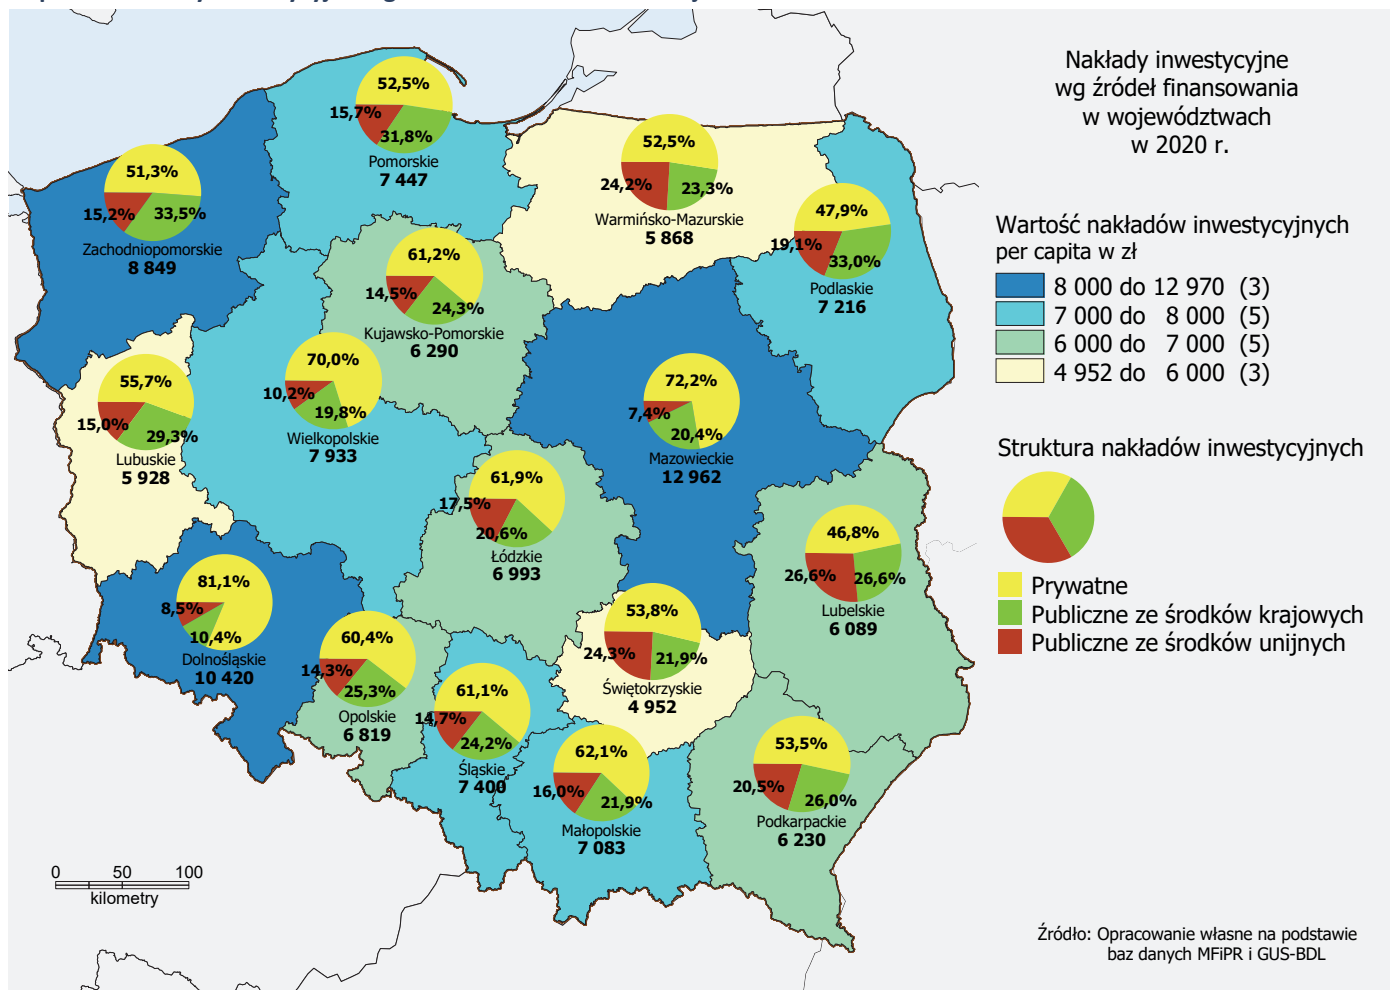 Nakłady inwestycyjne
wg źródeł finansowania
w województwach
w 2020 r.
Wartość nakładów inwestycyjnych
per capita w zł
8 000 do 12 970 (3)
7 000 do 8 000 (5)
6 000 do 7 000 (5)
4 952 do 6 000 (3)
Struktura nakładów inwestycyjnych
Prywatne
Publiczne ze środków krajowych
Publiczne ze środków unijnych
52,5%
15,7%
31,8%
Pomorskie
7 447
51,3%
15,2%
33,5%
Zachodniopomorskie
8 849
52,5%
24,2%
23,3%
Warmińsko-Mazurskie
5 868
47,9%
19,1%
33,0%
Podlaskie
7 216
61,2%
14,5%
24,3%
Kujawsko-Pomorskie
6 290
70,0%
10,2%
19,8%
Wielkopolskie
7 933
55,7%
15,0%
29,3%
Lubuskie
5 928
72,2%
7,4%
20,4%
Mazowieckie
12 962
61,9%
17,5%
20,6%
Łódzkie
6 993
46,8%
26,6%
26,6%
Lubelskie
6 089
81,1%
8,5%
10,4%
Dolnośląskie
10 420
60,4%
14,3%
25,3%
Opolskie
6 819
61,1%
14,7%
24,2%
Śląskie
7 400
53,8%
24,3%
21,9%
Świętokrzyskie
4 952
62,1%
16,0%
21,9%
Małopolskie
7 083
53,5%
20,5%
26,0%
Podkarpackie
6 230
0 50 100
kilometry
Źródło: Opracowanie własne na podstawie
baz danych MFiPR i GUS-BDL